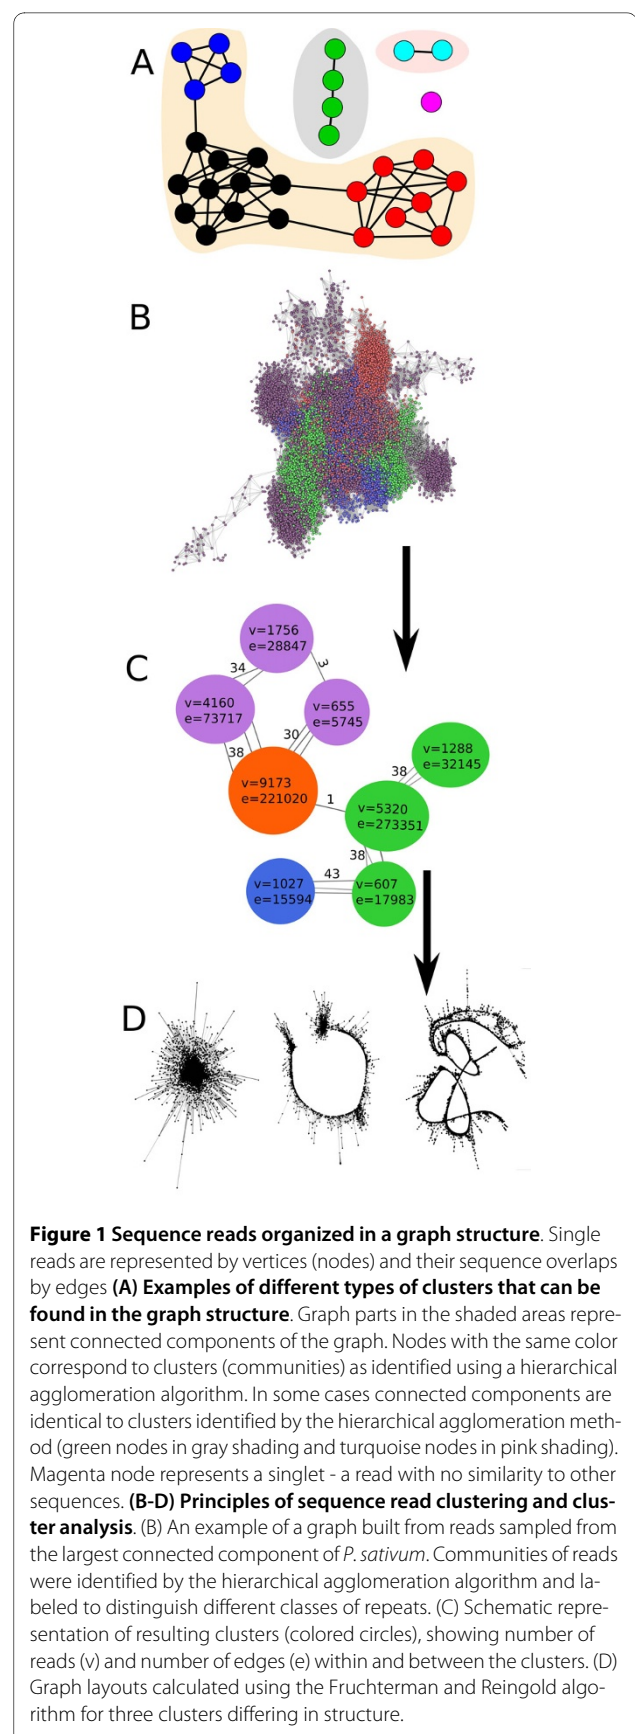 A
B
C
v=1756
e=28847
34
3
v=4160
e=73717
v=655
e=5745
38
30
v=9173
e=221020
1
v=1288
e=32145
38
v=5320
e=273351
38
43
v=1027
e=15594
v=607
e=17983
D
Figure 1 Sequence reads organized in a graph structure. Single
reads are represented by vertices (nodes) and their sequence overlaps
by edges (A) Examples of different types of clusters that can be
found in the graph structure. Graph parts in the shaded areas repre-
sent connected components of the graph. Nodes with the same color
correspond to clusters (communities) as identified using a hierarchical
agglomeration algorithm. In some cases connected components are
identical to clusters identified by the hierarchical agglomeration meth-
od (green nodes in gray shading and turquoise nodes in pink shading).
Magenta node represents a singlet - a read with no similarity to other
sequences. (B-D) Principles of sequence read clustering and clus-
ter analysis. (B) An example of a graph built from reads sampled from
the largest connected component of P. sativum. Communities of reads
were identified by the hierarchical agglomeration algorithm and la-
beled to distinguish different classes of repeats. (C) Schematic repre-
sentation of resulting clusters (colored circles), showing number of
reads (v) and number of edges (e) within and between the clusters. (D)
Graph layouts calculated using the Fruchterman and Reingold algo-
rithm for three clusters differing in structure.